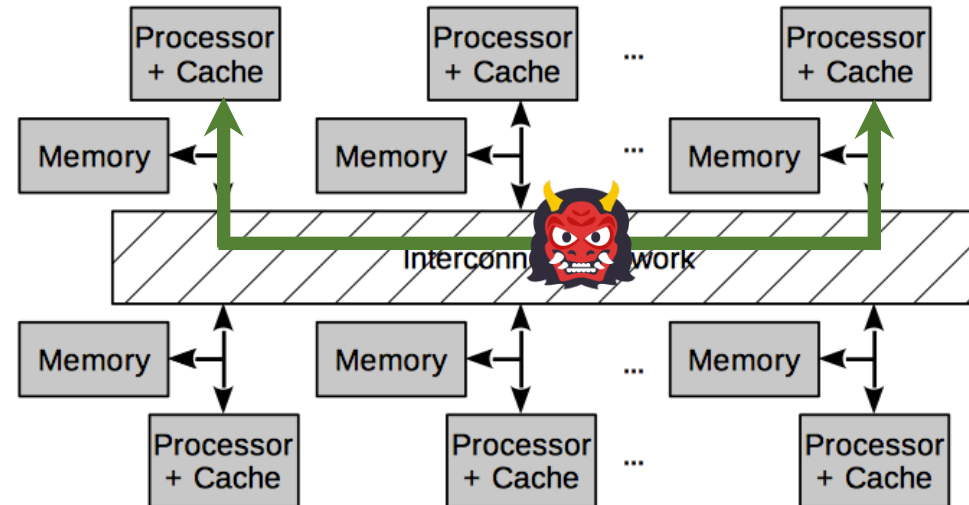 Processor
+ Cache
Processor
+ Cache
...
Processor
+ Cache
Memory
Memory
...
Memory
Interconn work
Memory
Memory
...
Memory
Processor
+ Cache
Processor
+ Cache
...
Processor
+ Cache